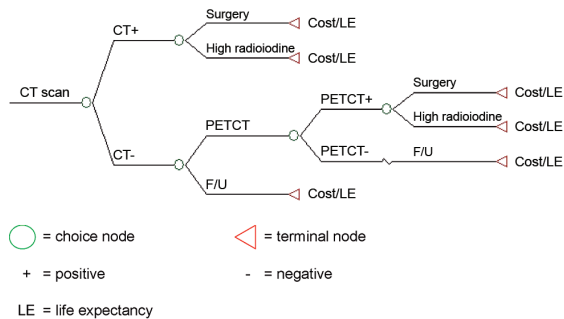 Surgery
Cost/LE
CT+
High radioiodine
Cost/LE
CT scan
Surgery
Cost/LE
PETCT+
High radioiodine
Cost/LE
PETCT
PETCT-
F/U
Cost/LE
CT-
F/U
Cost/LE
= choice node
= terminal node
+ = positive
- = negative
LE = life expectancy